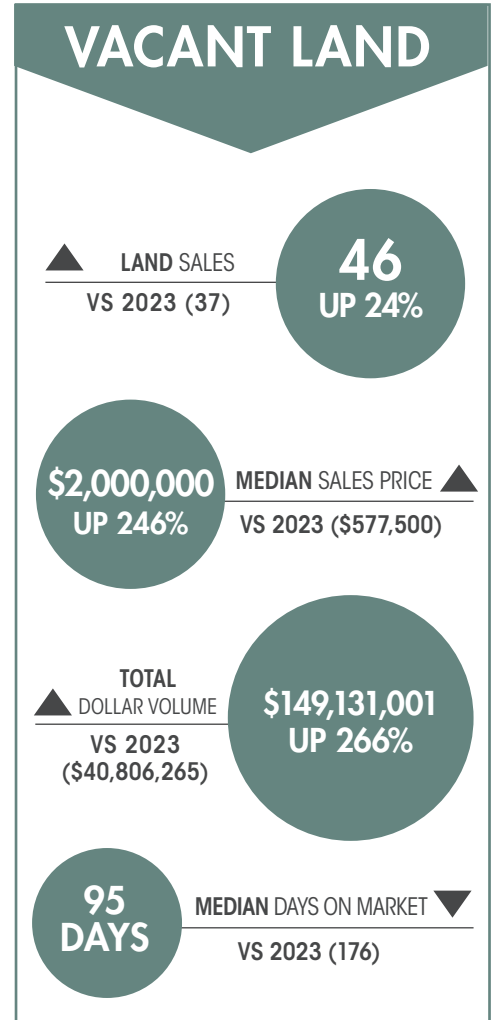 VACANT LAND
LAND SALES
VS 2023 (37)
46
UP 24%
$2,000,000
UP 246%
MEDIAN SALES PRICE
VS 2023 ($577,500)
TOTAL
DOLLAR VOLUME
VS 2023
($40,806,265)
$149,131,001
UP 266%
95
DAYS
MEDIAN DAYS ON MARKET
VS 2023 (176)